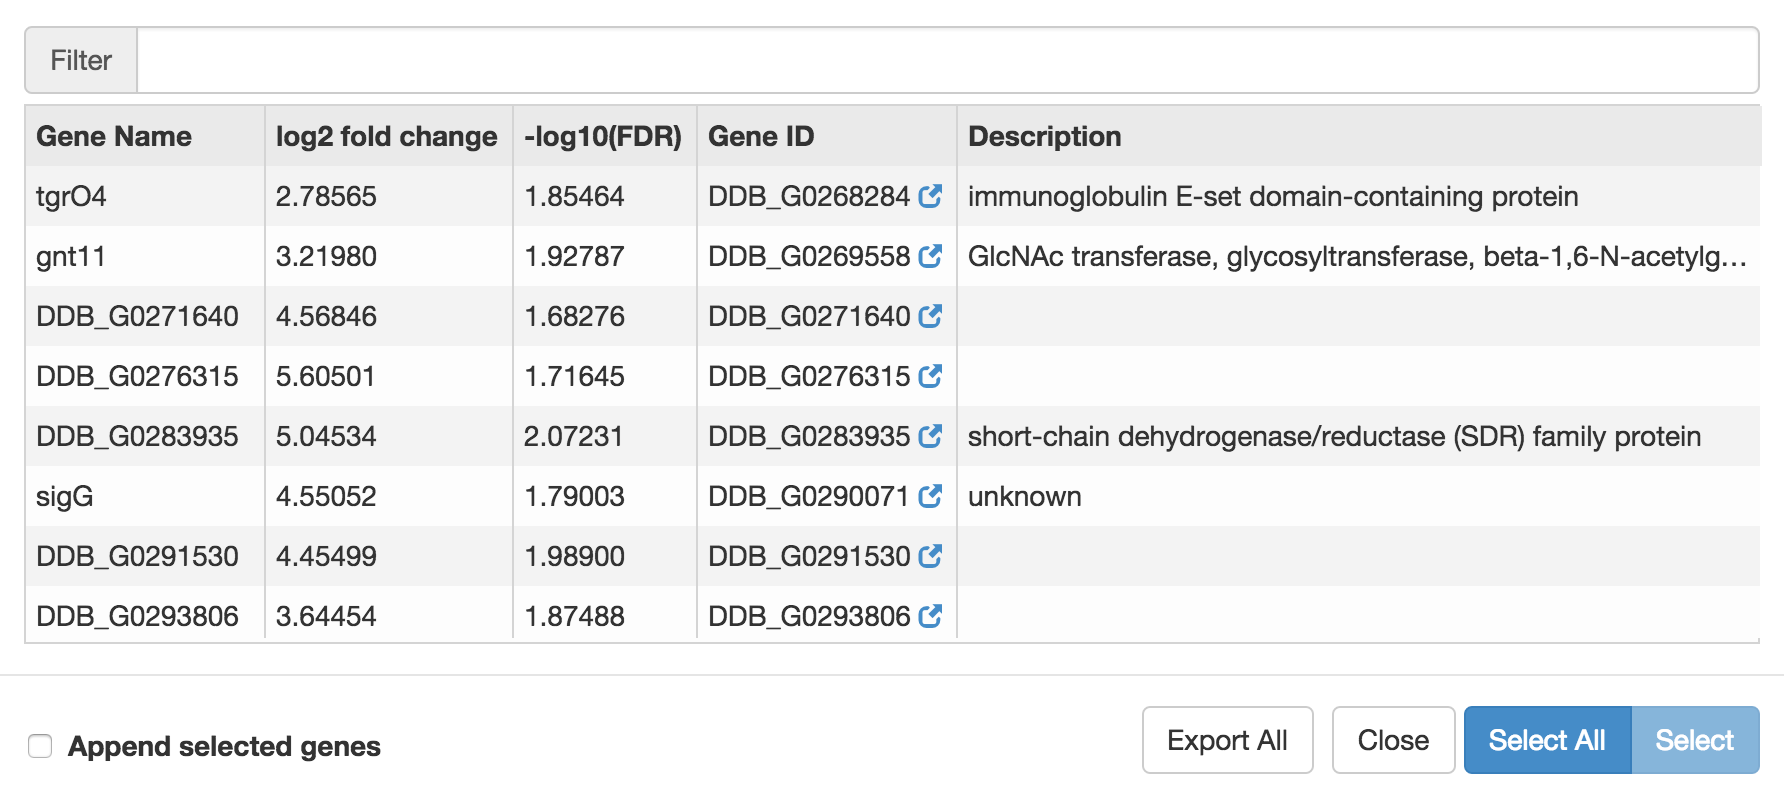 Filter
Gene Name log2 fold change -log10(FDR) Gene ID Description
tgrO4 2.78565 1.85464 DDB_G0268284 immunoglobulin E-set domain-containing protein
gnt11 3.21980 1.92787 DDB_G0269558 GlcNAc transferase, glycosyltransferase, beta-1,6-N-acetylg…
DDB_G0271640 4.56846 1.68276 DDB_G0271640
DDB_G0276315 5.60501 1.71645 DDB_G0276315
DDB_G0283935 5.04534 2.07231 DDB_G0283935 short-chain dehydrogenase/reductase (SDR) family protein
sigG 4.55052 1.79003 DDB_G0290071 unknown
DDB_G0291530 4.45499 1.98900 DDB_G0291530
DDB_G0293806 3.64454 1.87488 DDB_G0293806
Append selected genes Export All Close Select All Select